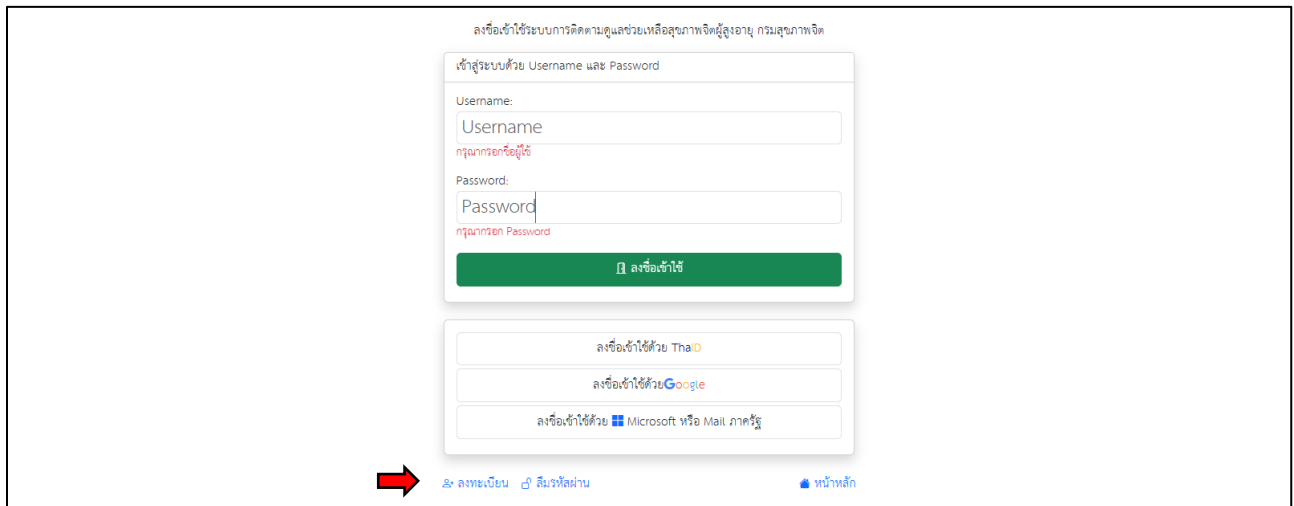 ลงชื่อเข้าใช้ระบบการติดตามดูแลช่วยเหลือสุขภาพจิตผู้สูงอายุ กรมสุขภาพจิต
เข้าสู่ระบบด้วย Username และ Password
Username:
Username
กรุณากรอกชื่อผู้ใช้
Password:
Password
กรุณากรอก Password
ลงชื่อเข้าใช้
ลงชื่อเข้าใช้ด้วย ThaID
ลงชื่อเข้าใช้ด้วยGoogle
ลงชื่อเข้าใช้ด้วย Microsoft หรือ Mail ภาครัฐ
ลงทะเบียน ลืมรหัสผ่าน หน้าหลัก